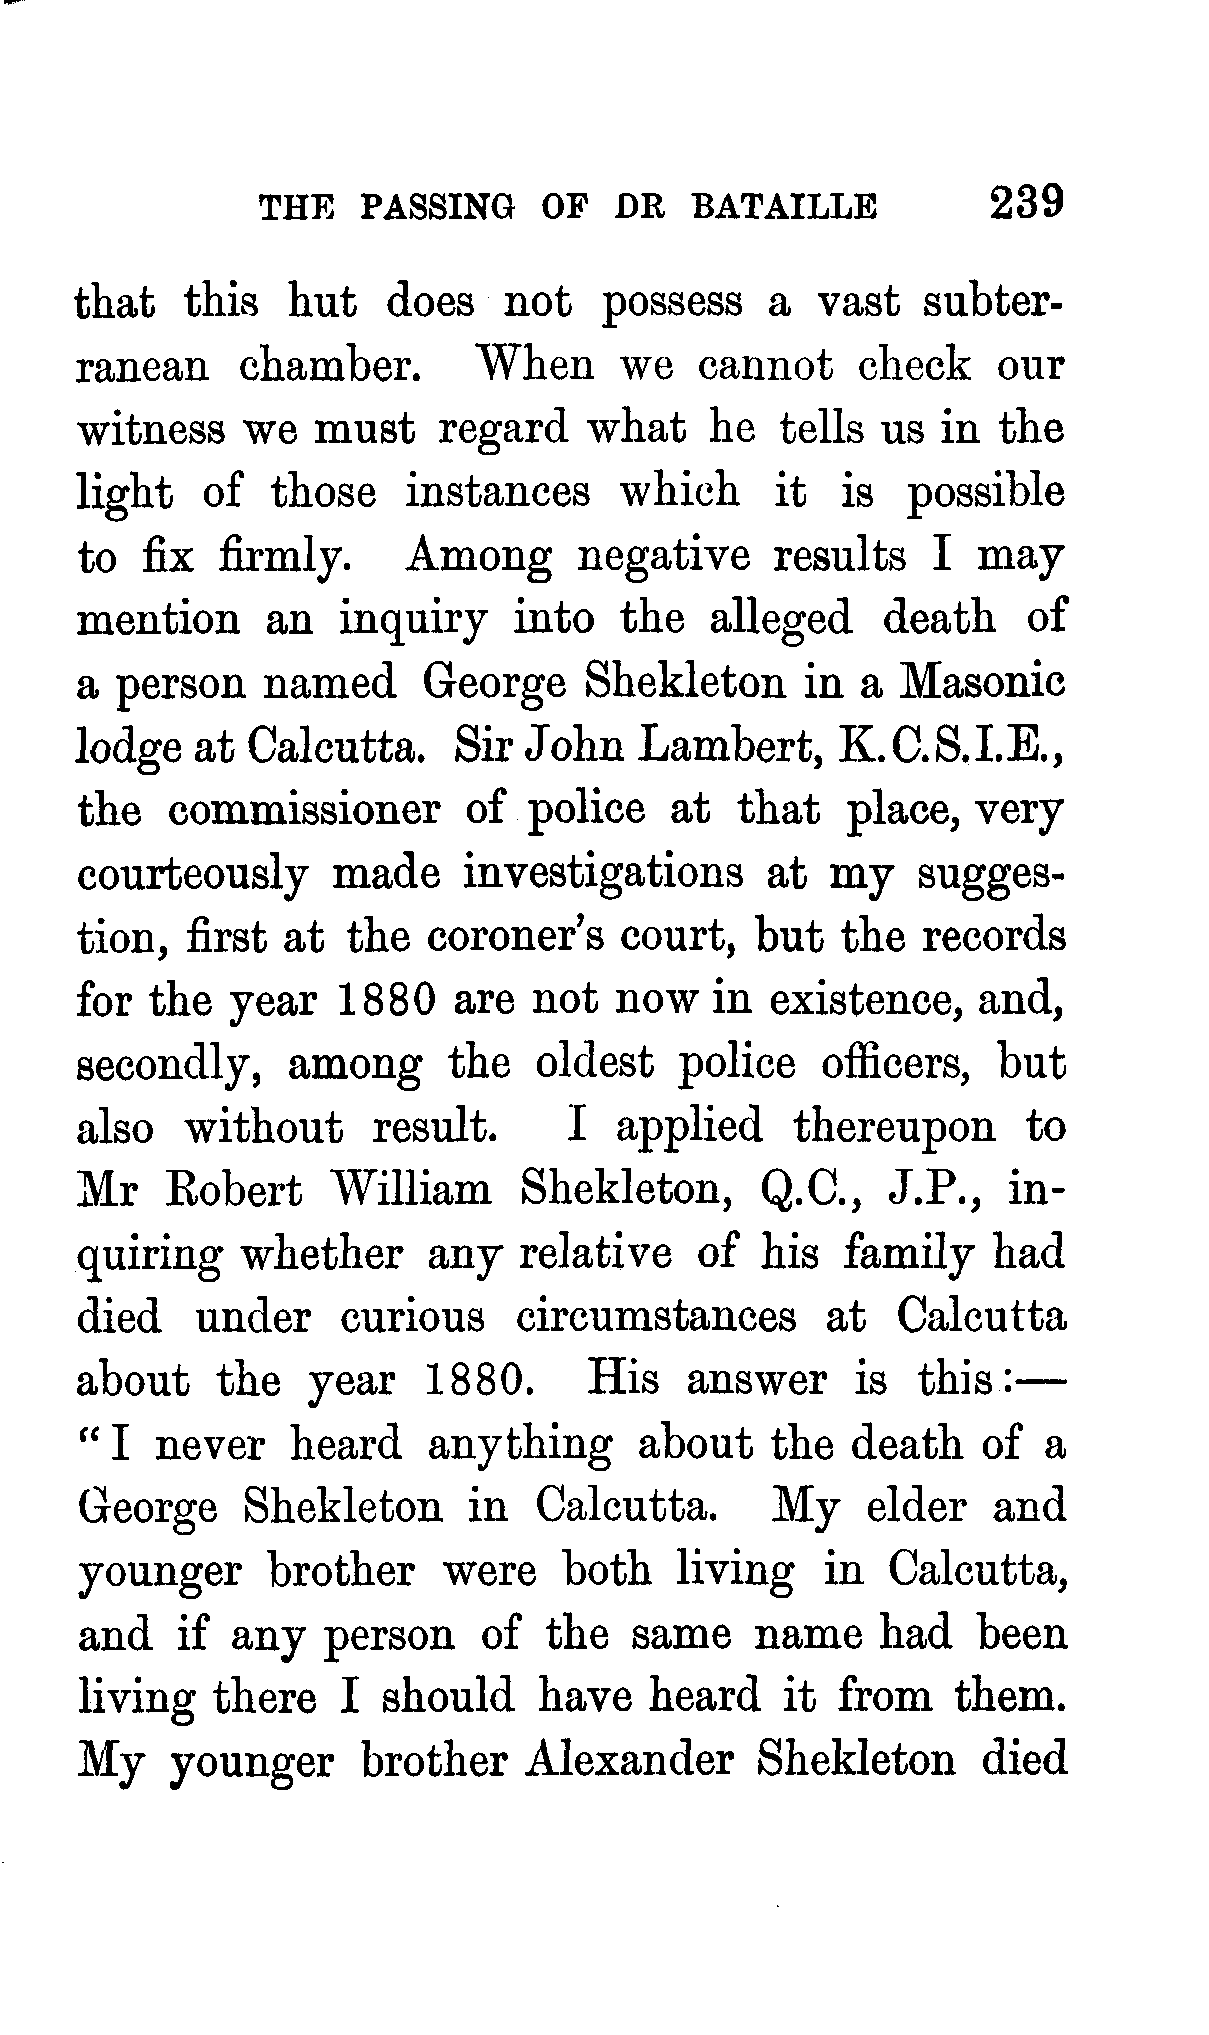 THE PASSING OF DR BATAILLE 239
that this hut does not possess a vast subter-
ranean chamber. When we cannot check our
witness we must regard what he tells us in the
light of those instances which it is possible
to fix firmly. Among negative results I may
mention an inquiry into the alleged death of
a person named George Shekleton in a Masonic
lodge at Calcutta. Sir John Lambert, K.C.S.I.E.,
the commissioner of police at that place, very
courteously made investigations at my sugges-
tion, first at the coroner's court, but the records
for the year 1880 are not now in existence, and,
secondly, among the oldest police officers, but
also without result. I applied thereupon to
Mr Robert William Shekleton, Q.C., J.P., in-
quiring whether any relative of his family had
died under curious circumstances at Calcutta
about the year 1880. His answer is this:—
“I never heard anything about the death of a
George Shekleton in Calcutta. My elder and
younger brother were both living in Calcutta,
and if any person of the same name had been
living there I should have heard it from them.
My younger brother Alexander Shekleton died